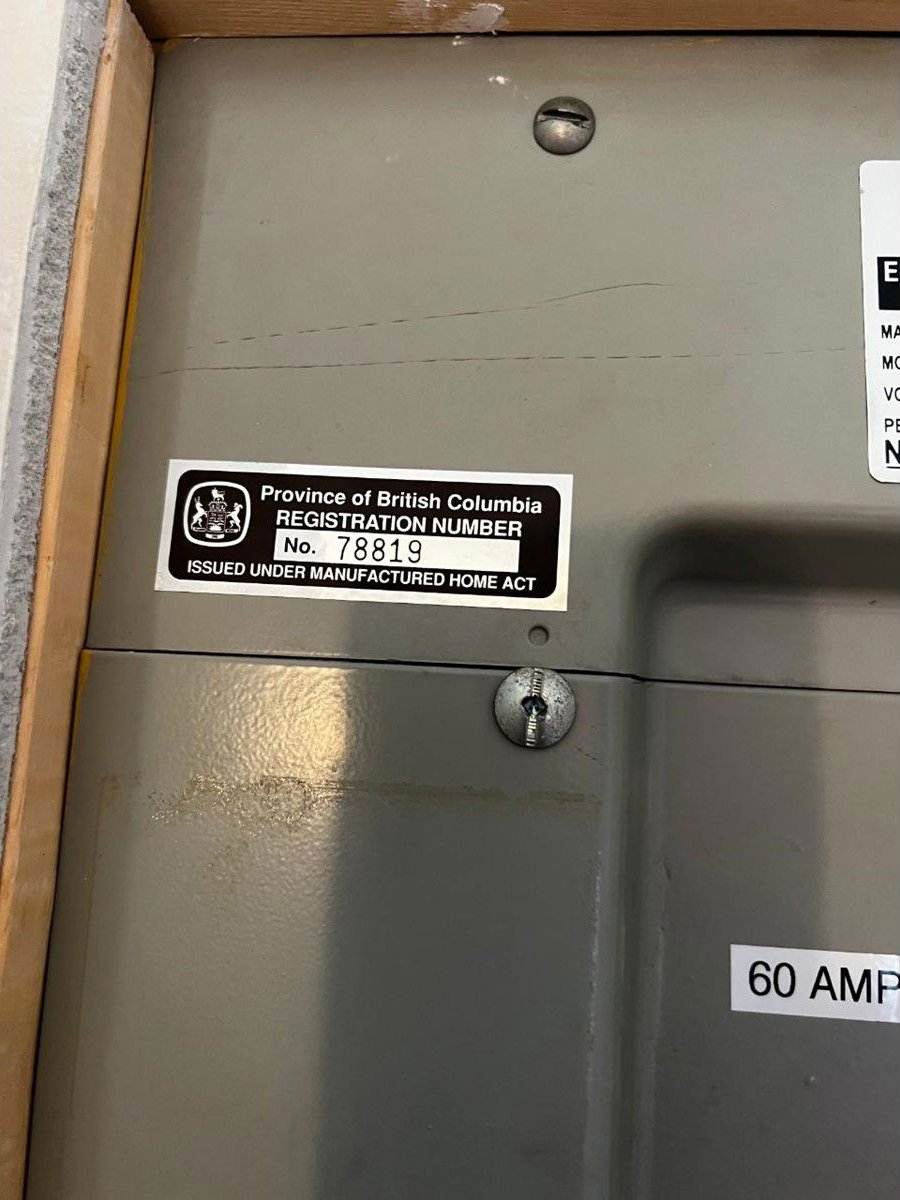 Province of British Columbia
REGISTRATION NUMBER
No. 78819
ISSUED UNDER MANUFACTURED HOME ACT
60 AMP